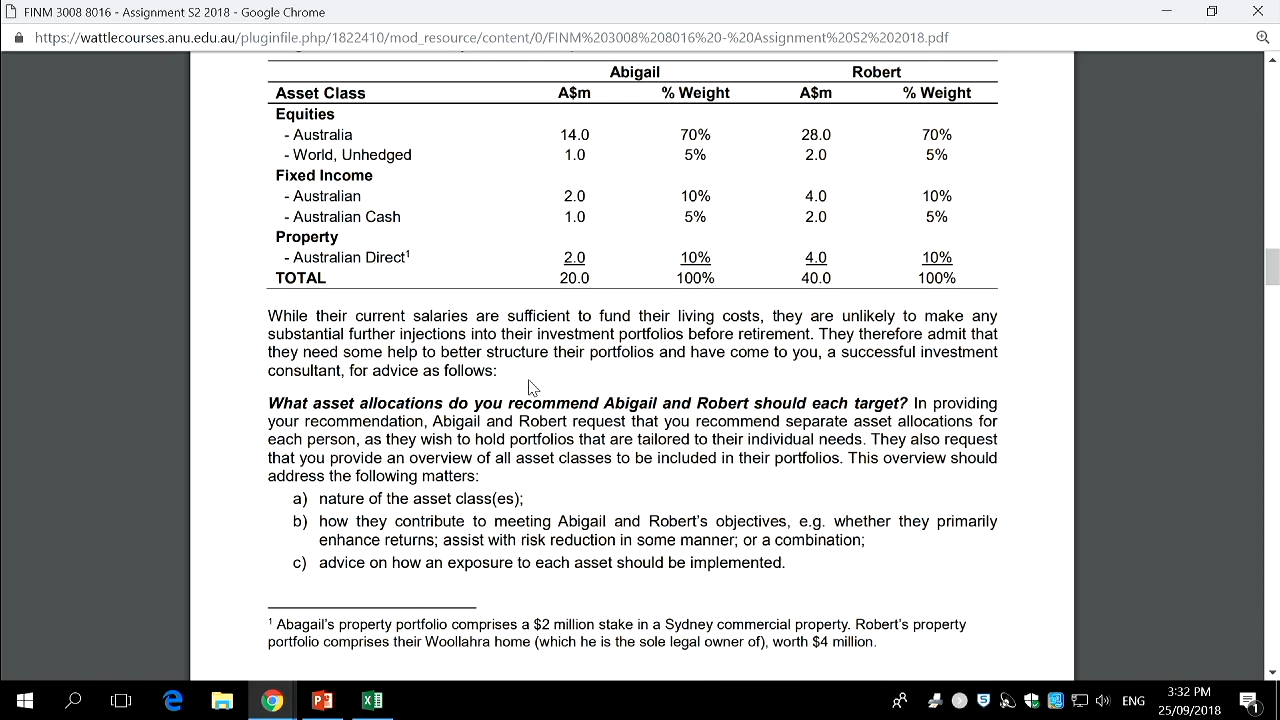 FINM 3008 8016 - Assignment S2 2018 - Google Chrome
https://wattlecourses.anu.edu.au/pluginfile.php/1822410/mod_resource/content/0/FINM%203008%208016%20-%20Assignment%20S2%202018.pdf
Abigail Robert
Asset Class A$m % Weight A$m % Weight
Equities
- Australia 14.0 70% 28.0 70%
- World, Unhedged 1.0 5% 2.0 5%
Fixed Income
- Australian 2.0 10% 4.0 10%
- Australian Cash 1.0 5% 2.0 5%
Property
- Australian Direct¹ 2.0 10% 4.0 10%
TOTAL 20.0 100% 40.0 100%
While their current salaries are sufficient to fund their living costs, they are unlikely to make any
substantial further injections into their investment portfolios before retirement. They therefore admit that
they need some help to better structure their portfolios and have come to you, a successful investment
consultant, for advice as follows:
What asset allocations do you recommend Abigail and Robert should each target? In providing
your recommendation, Abigail and Robert request that you recommend separate asset allocations for
each person, as they wish to hold portfolios that are tailored to their individual needs. They also request
that you provide an overview of all asset classes to be included in their portfolios. This overview should
address the following matters:
a) nature of the asset class(es);
b) how they contribute to meeting Abigail and Robert's objectives, e.g. whether they primarily
enhance returns; assist with risk reduction in some manner; or a combination;
c) advice on how an exposure to each asset should be implemented.
¹ Abagail's property portfolio comprises a $2 million stake in a Sydney commercial property. Robert's property
portfolio comprises their Woollahra home (which he is the sole legal owner of), worth $4 million.
ENG
3:32 PM
25/09/2018
1